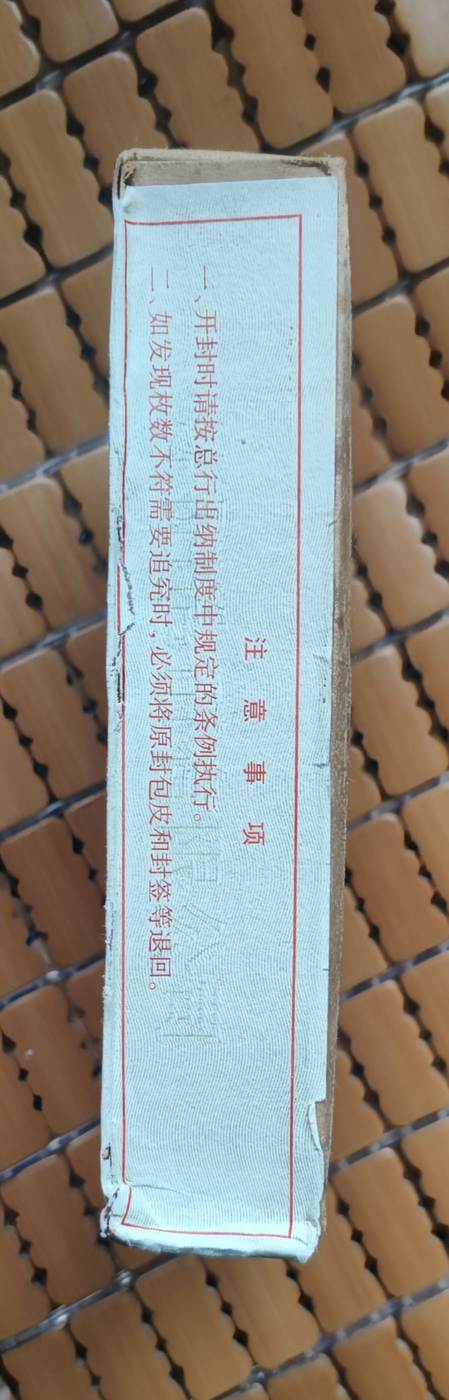 注意事项
一、开封时请按总行出纳制度中规定的条例执行。
二、如发现枚数不符需要追究时，必须将原封包皮和封签等退回。